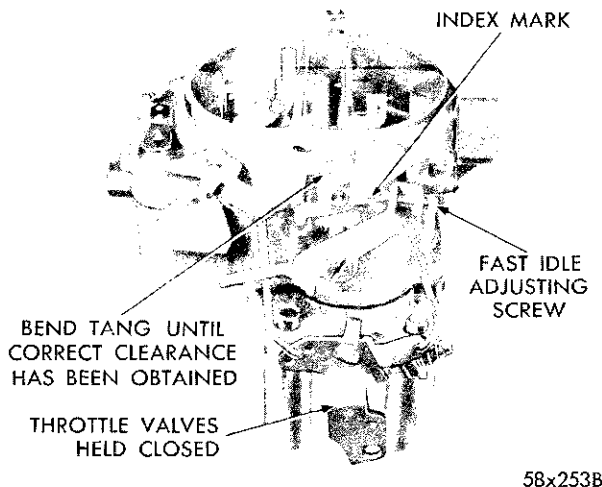 INDEX MARK
FAST IDLE
ADJUSTING
SCREW
BEND TANG UNTIL
CORRECT CLEARANCE
HAS BEEN OBTAINED
THROTTLE VALVES
HELD CLOSED
58x253B